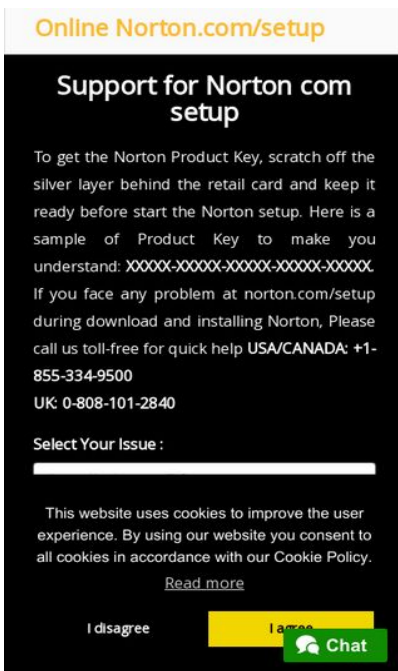 Online Norton.com/setup
Support for Norton com
setup
To get the Norton Product Key, scratch off the
silver layer behind the retail card and keep it
ready before start the Norton setup. Here is a
sample of Product Key to make you
understand: XXXXX-XXXXX-XXXXX-XXXXX-XXXXX.
If you face any problem at norton.com/setup
during download and installing Norton, Please
call us toll-free for quick help USA/CANADA: +1-
855-334-9500
UK: 0-808-101-2840
Select Your Issue :
This website uses cookies to improve the user
experience. By using our website you consent to
all cookies in accordance with our Cookie Policy.
Read more
I disagree
I agree
Chat